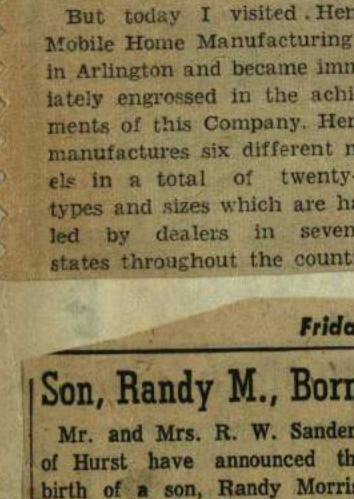 But today I visited . Hen
Mobile Home Manufacturing
in Arlington and became imm
iately engrossed in the achi
ments of this Company. Hen
manufactures six different m
els in a total of twenty-
types and sizes which are ha
led by dealers in seven
states throughout the count
Frida
Son, Randy M., Born
Mr. and Mrs. R. W. Sander
of Hurst have announced th
birth of a son, Randy Morris